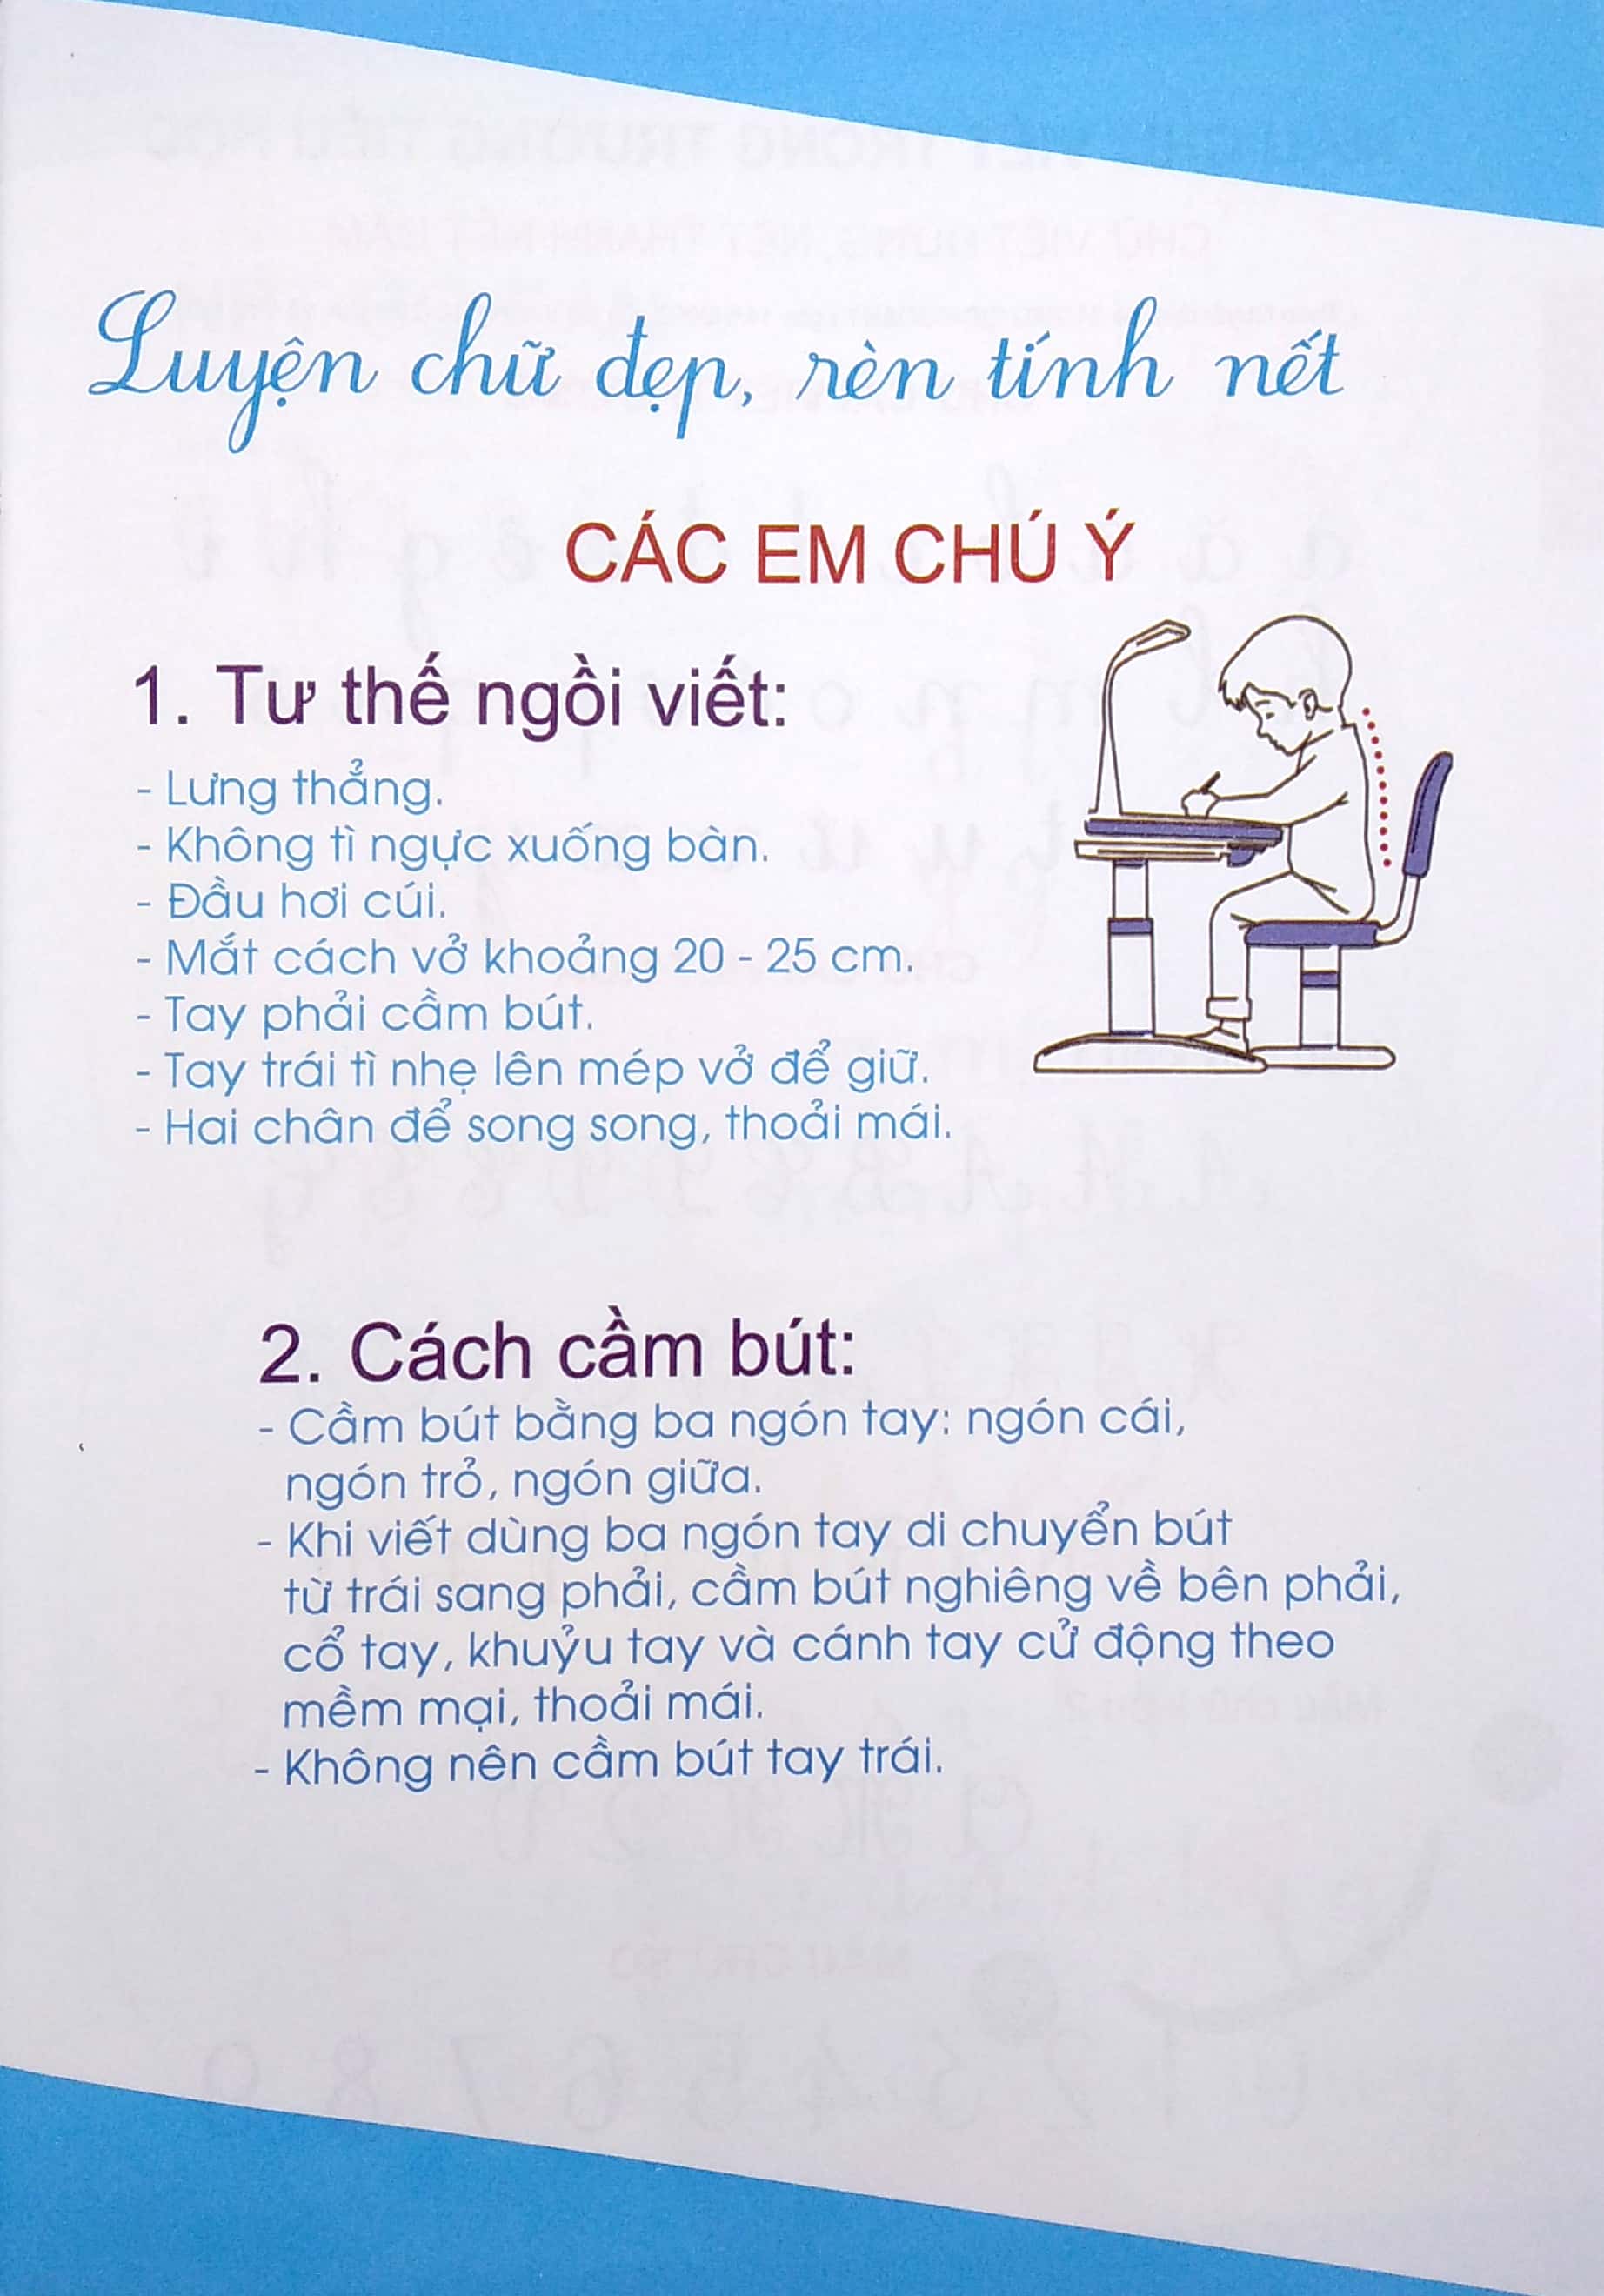 Luyện chữ đẹp, rèn tính nết
CÁC EM CHÚ Ý
1. Tư thế ngồi viết:
- Lưng thẳng.
- Không tì ngực xuống bàn.
- Đầu hơi cúi.
- Mắt cách vở khoảng 20 - 25 cm.
- Tay phải cầm bút.
- Tay trái tì nhẹ lên mép vở để giữ.
- Hai chân để song song, thoải mái.
2. Cách cầm bút:
- Cầm bút bằng ba ngón tay: ngón cái,
ngón trỏ, ngón giữa.
- Khi viết dùng ba ngón tay di chuyển bút
từ trái sang phải, cầm bút nghiêng về bên phải,
cổ tay, khuỷu tay và cánh tay cử động theo
mềm mại, thoải mái.
- Không nên cầm bút tay trái.